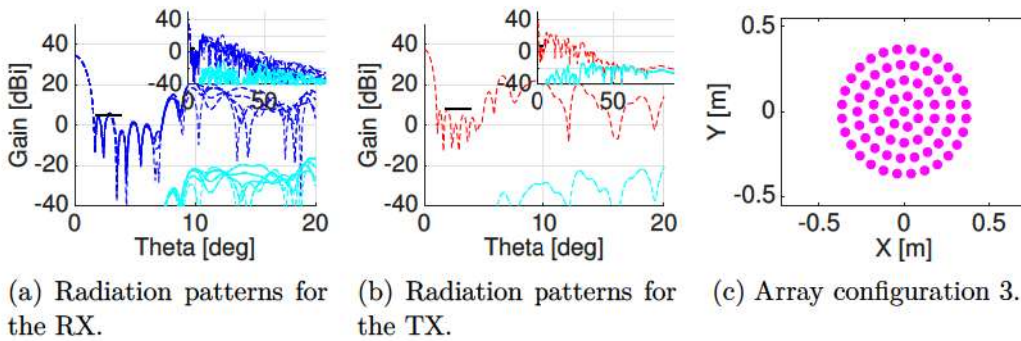 40
20
0
-20
-40
Gain [dBi]
0
10
20
Theta [deg]
40
0
-40
0
50
40
20
0
-20
-40
Gain [dBi]
0
10
20
Theta [deg]
40
0
-40
0
50
0.5
0
-0.5
Y [m]
-0.5
0
0.5
X [m]
(a) Radiation patterns for
the RX.
(b) Radiation patterns for
the TX.
(c) Array configuration 3.